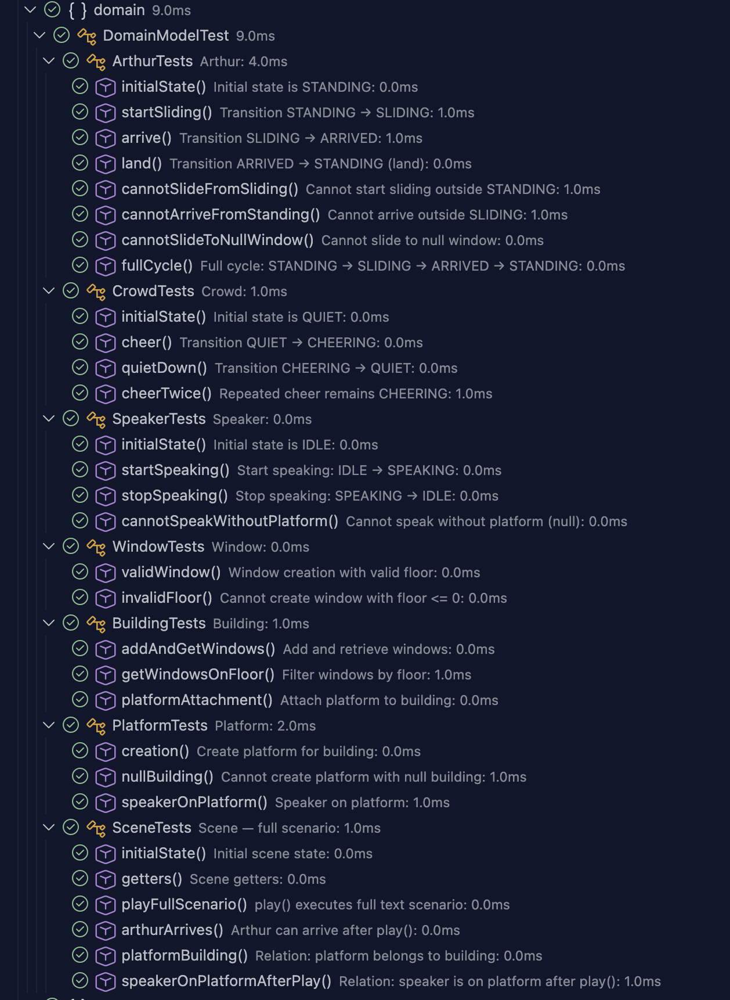 { } domain 9.0ms
DomainModelTest 9.0ms
ArthurTests Arthur: 4.0ms
initialState() Initial state is STANDING: 0.0ms
startSliding() Transition STANDING → SLIDING: 1.0ms
arrive() Transition SLIDING → ARRIVED: 1.0ms
land() Transition ARRIVED → STANDING (land): 0.0ms
cannotSlideFromSliding() Cannot start sliding outside STANDING: 1.0ms
cannotArriveFromStanding() Cannot arrive outside SLIDING: 1.0ms
cannotSlideToNullWindow() Cannot slide to null window: 0.0ms
fullCycle() Full cycle: STANDING → SLIDING → ARRIVED → STANDING: 0.0ms
CrowdTests Crowd: 1.0ms
initialState() Initial state is QUIET: 0.0ms
cheer() Transition QUIET → CHEERING: 0.0ms
quietDown() Transition CHEERING → QUIET: 0.0ms
cheerTwice() Repeated cheer remains CHEERING: 1.0ms
SpeakerTests Speaker: 0.0ms
initialState() Initial state is IDLE: 0.0ms
startSpeaking() Start speaking: IDLE → SPEAKING: 0.0ms
stopSpeaking() Stop speaking: SPEAKING → IDLE: 0.0ms
cannotSpeakWithoutPlatform() Cannot speak without platform (null): 0.0ms
WindowTests Window: 0.0ms
validWindow() Window creation with valid floor: 0.0ms
invalidFloor() Cannot create window with floor <= 0: 0.0ms
BuildingTests Building: 1.0ms
addAndGetWindows() Add and retrieve windows: 0.0ms
getWindowsOnFloor() Filter windows by floor: 1.0ms
platformAttachment() Attach platform to building: 0.0ms
PlatformTests Platform: 2.0ms
creation() Create platform for building: 0.0ms
nullBuilding() Cannot create platform with null building: 1.0ms
speakerOnPlatform() Speaker on platform: 1.0ms
SceneTests Scene — full scenario: 1.0ms
initialState() Initial scene state: 0.0ms
getters() Scene getters: 0.0ms
playFullScenario() play() executes full text scenario: 0.0ms
arthurArrives() Arthur can arrive after play(): 0.0ms
platformBuilding() Relation: platform belongs to building: 0.0ms
speakerOnPlatformAfterPlay() Relation: speaker is on platform after play(): 1.0ms